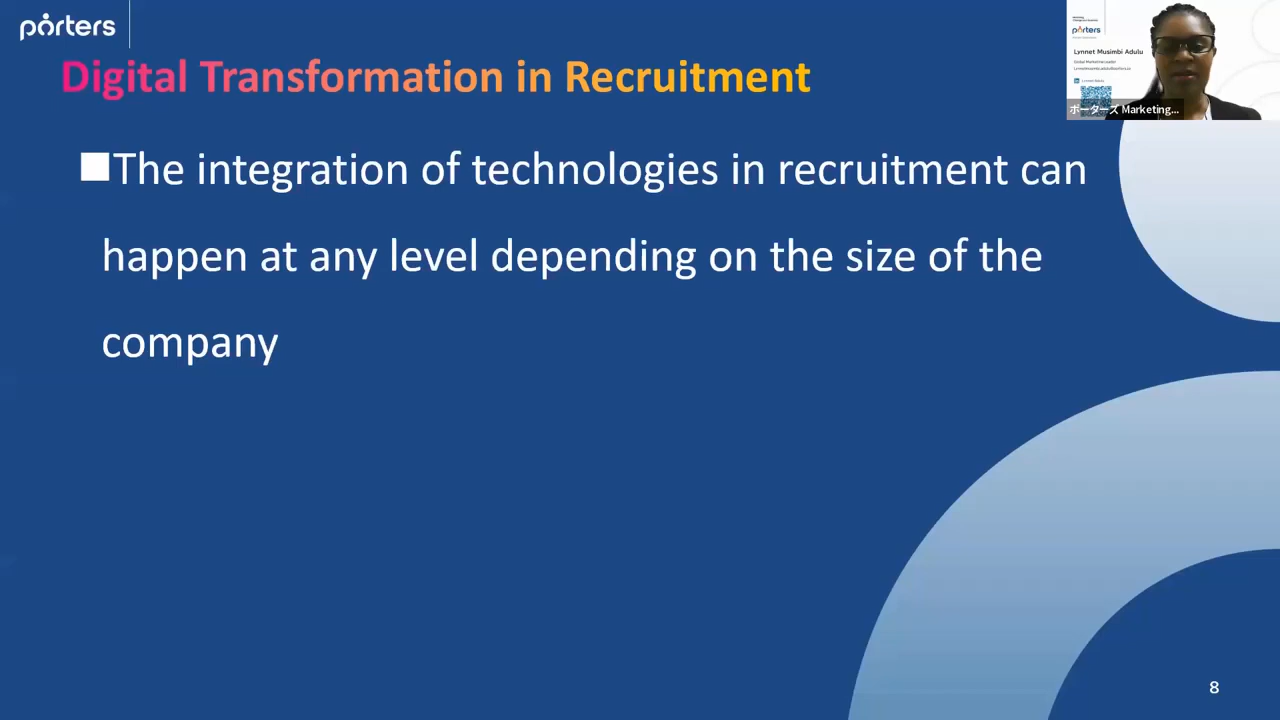 porters
Digital Transformation in Recruitment
■The integration of technologies in recruitment can
happen at any level depending on the size of the
company
porters
Lynnet Musimbi Adulu
ポーターズ Marketing...
8